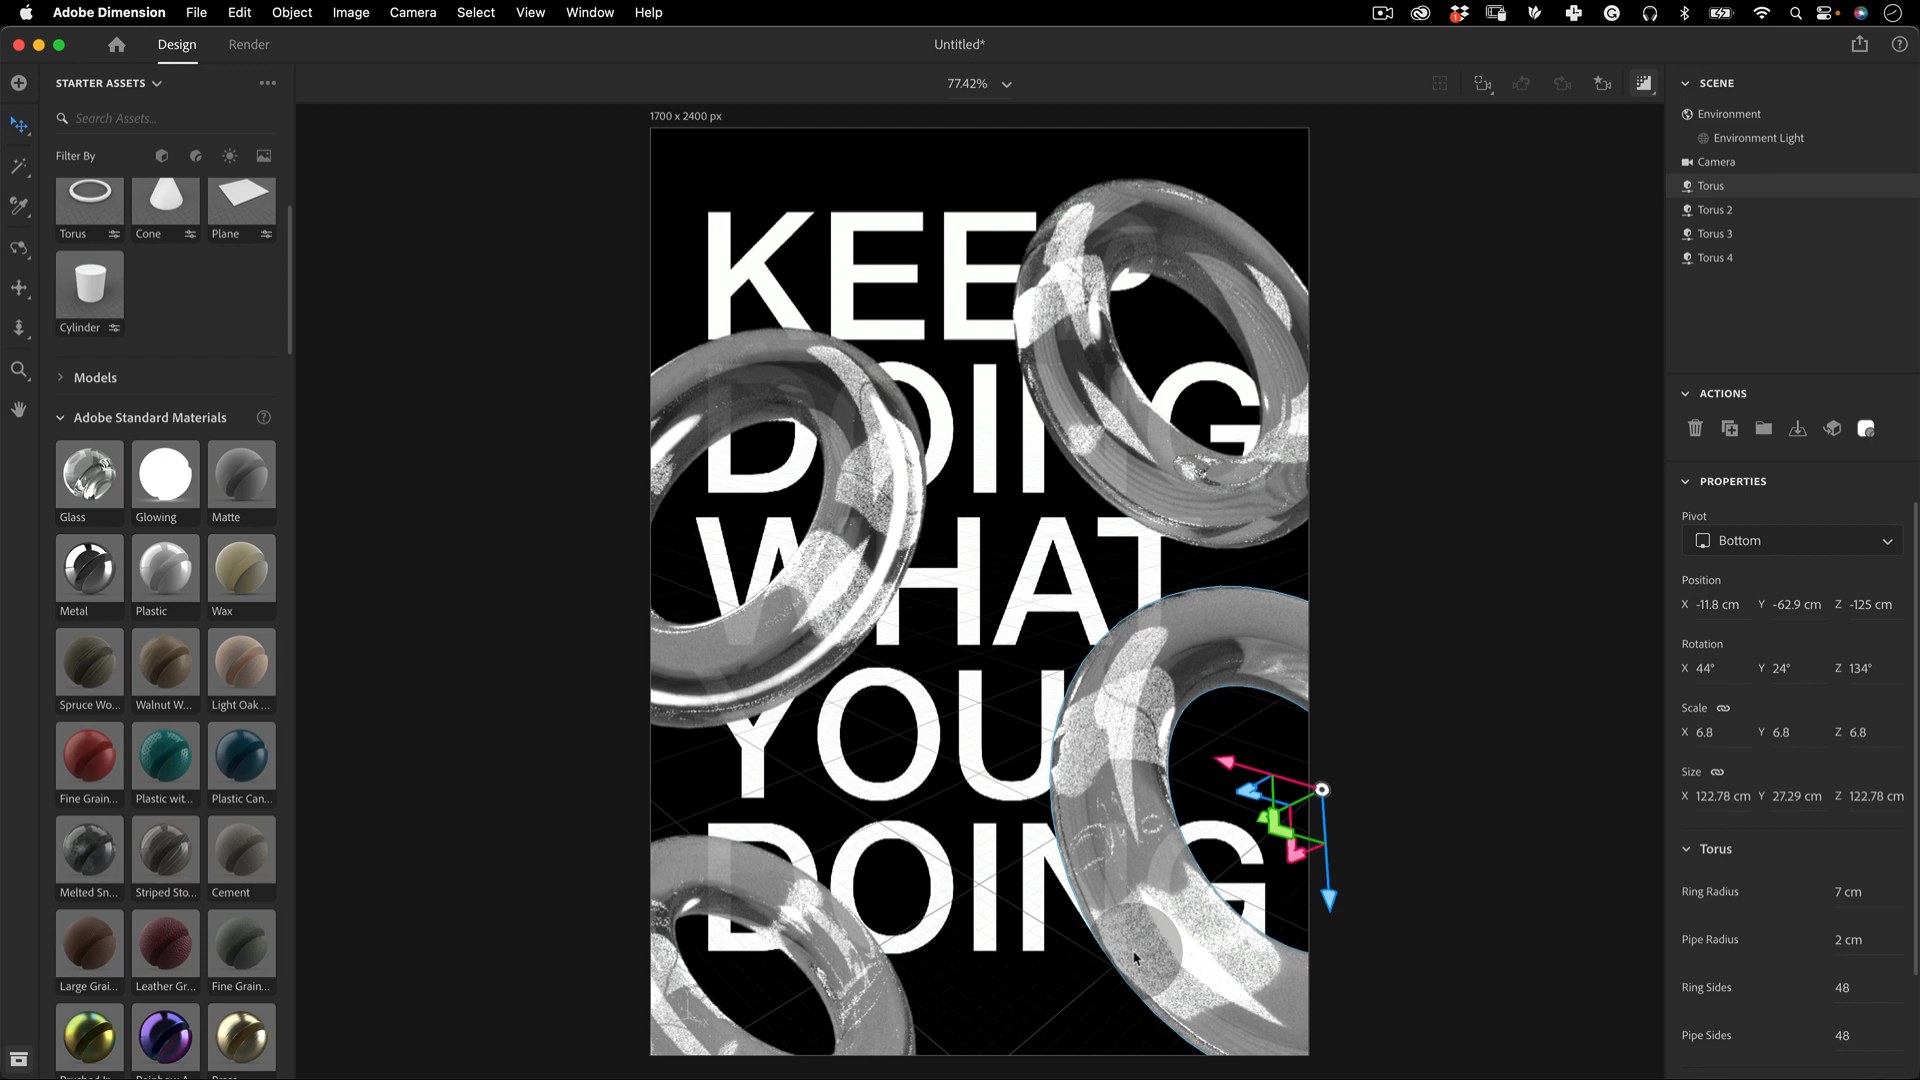 Adobe Dimension File Edit Object Image Camera Select View Window Help
Design Render
Untitled*
STARTER ASSETS
77.42%
Search Assets...
Filter By
Torus Cone Plane
Cylinder
Models
Adobe Standard Materials
Glass Glowing Matte
Metal Plastic Wax
Spruce Wo... Walnut W... Light Oak ...
Fine Grain... Plastic wit... Plastic Can...
Melted Sn... Striped Sto... Cement
Large Grai... Leather Gr... Fine Grain...
1700 x 2400 px
KEEP
DOING
WHAT
YOU
DOING
SCENE
Environment
Environment Light
Camera
Torus
Torus 2
Torus 3
Torus 4
ACTIONS
PROPERTIES
Pivot
Bottom
Position
X -11.8 cm Y -62.9 cm Z -125 cm
Rotation
X 44° Y 24° Z 134°
Scale
X 6.8 Y 6.8 Z 6.8
Size
X 122.78 cm Y 27.29 cm Z 122.78 cm
Torus
Ring Radius 7 cm
Pipe Radius 2 cm
Ring Sides 48
Pipe Sides 48